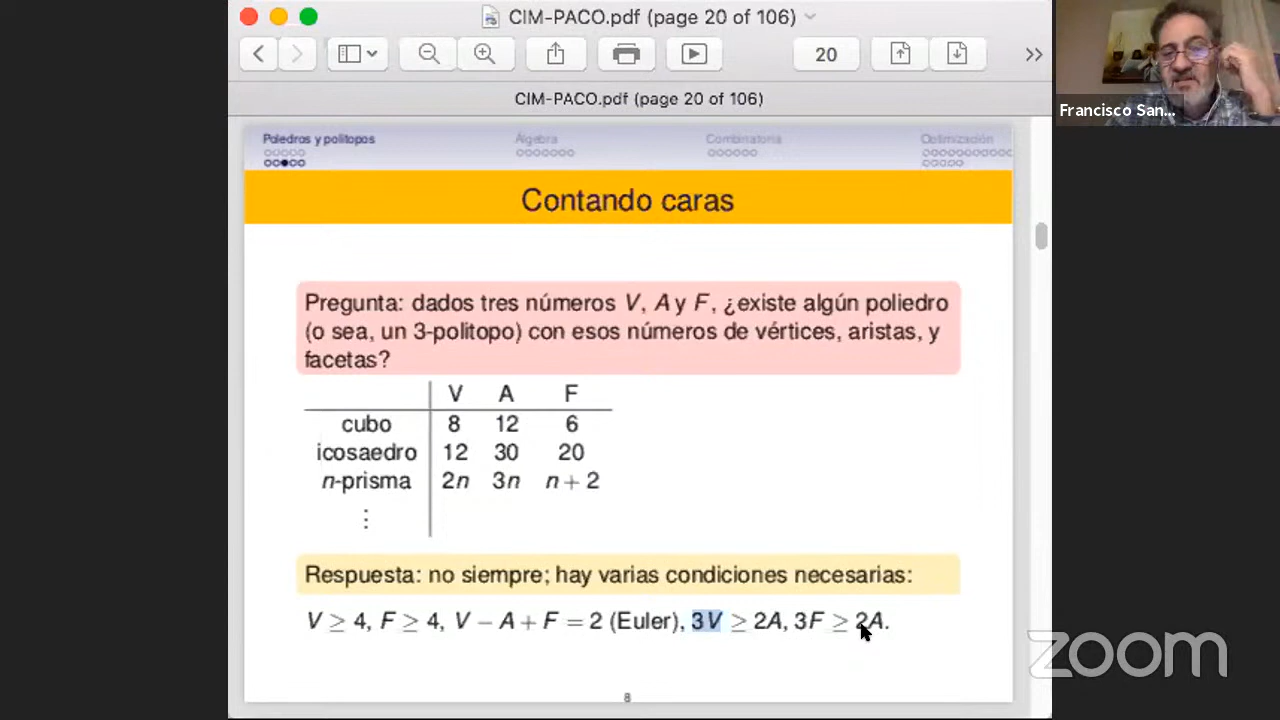 CIM-PACO.pdf (page 20 of 106)
20
CIM-PACO.pdf (page 20 of 106)
Francisco San...
Poliedros y politopos Álgebra Combinatoria Optimización
Contando caras
Pregunta: dados tres números V, A y F, ¿existe algún poliedro
(o sea, un 3-politopo) con esos números de vértices, aristas, y
facetas?
V A F
cubo 8 12 6
icosaedro 12 30 20
n-prisma 2n 3n n + 2
⋮
Respuesta: no siempre; hay varias condiciones necesarias:
V ≥ 4, F ≥ 4, V − A + F = 2 (Euler), 3V ≥ 2A, 3F ≥ 2A.
8
zoom